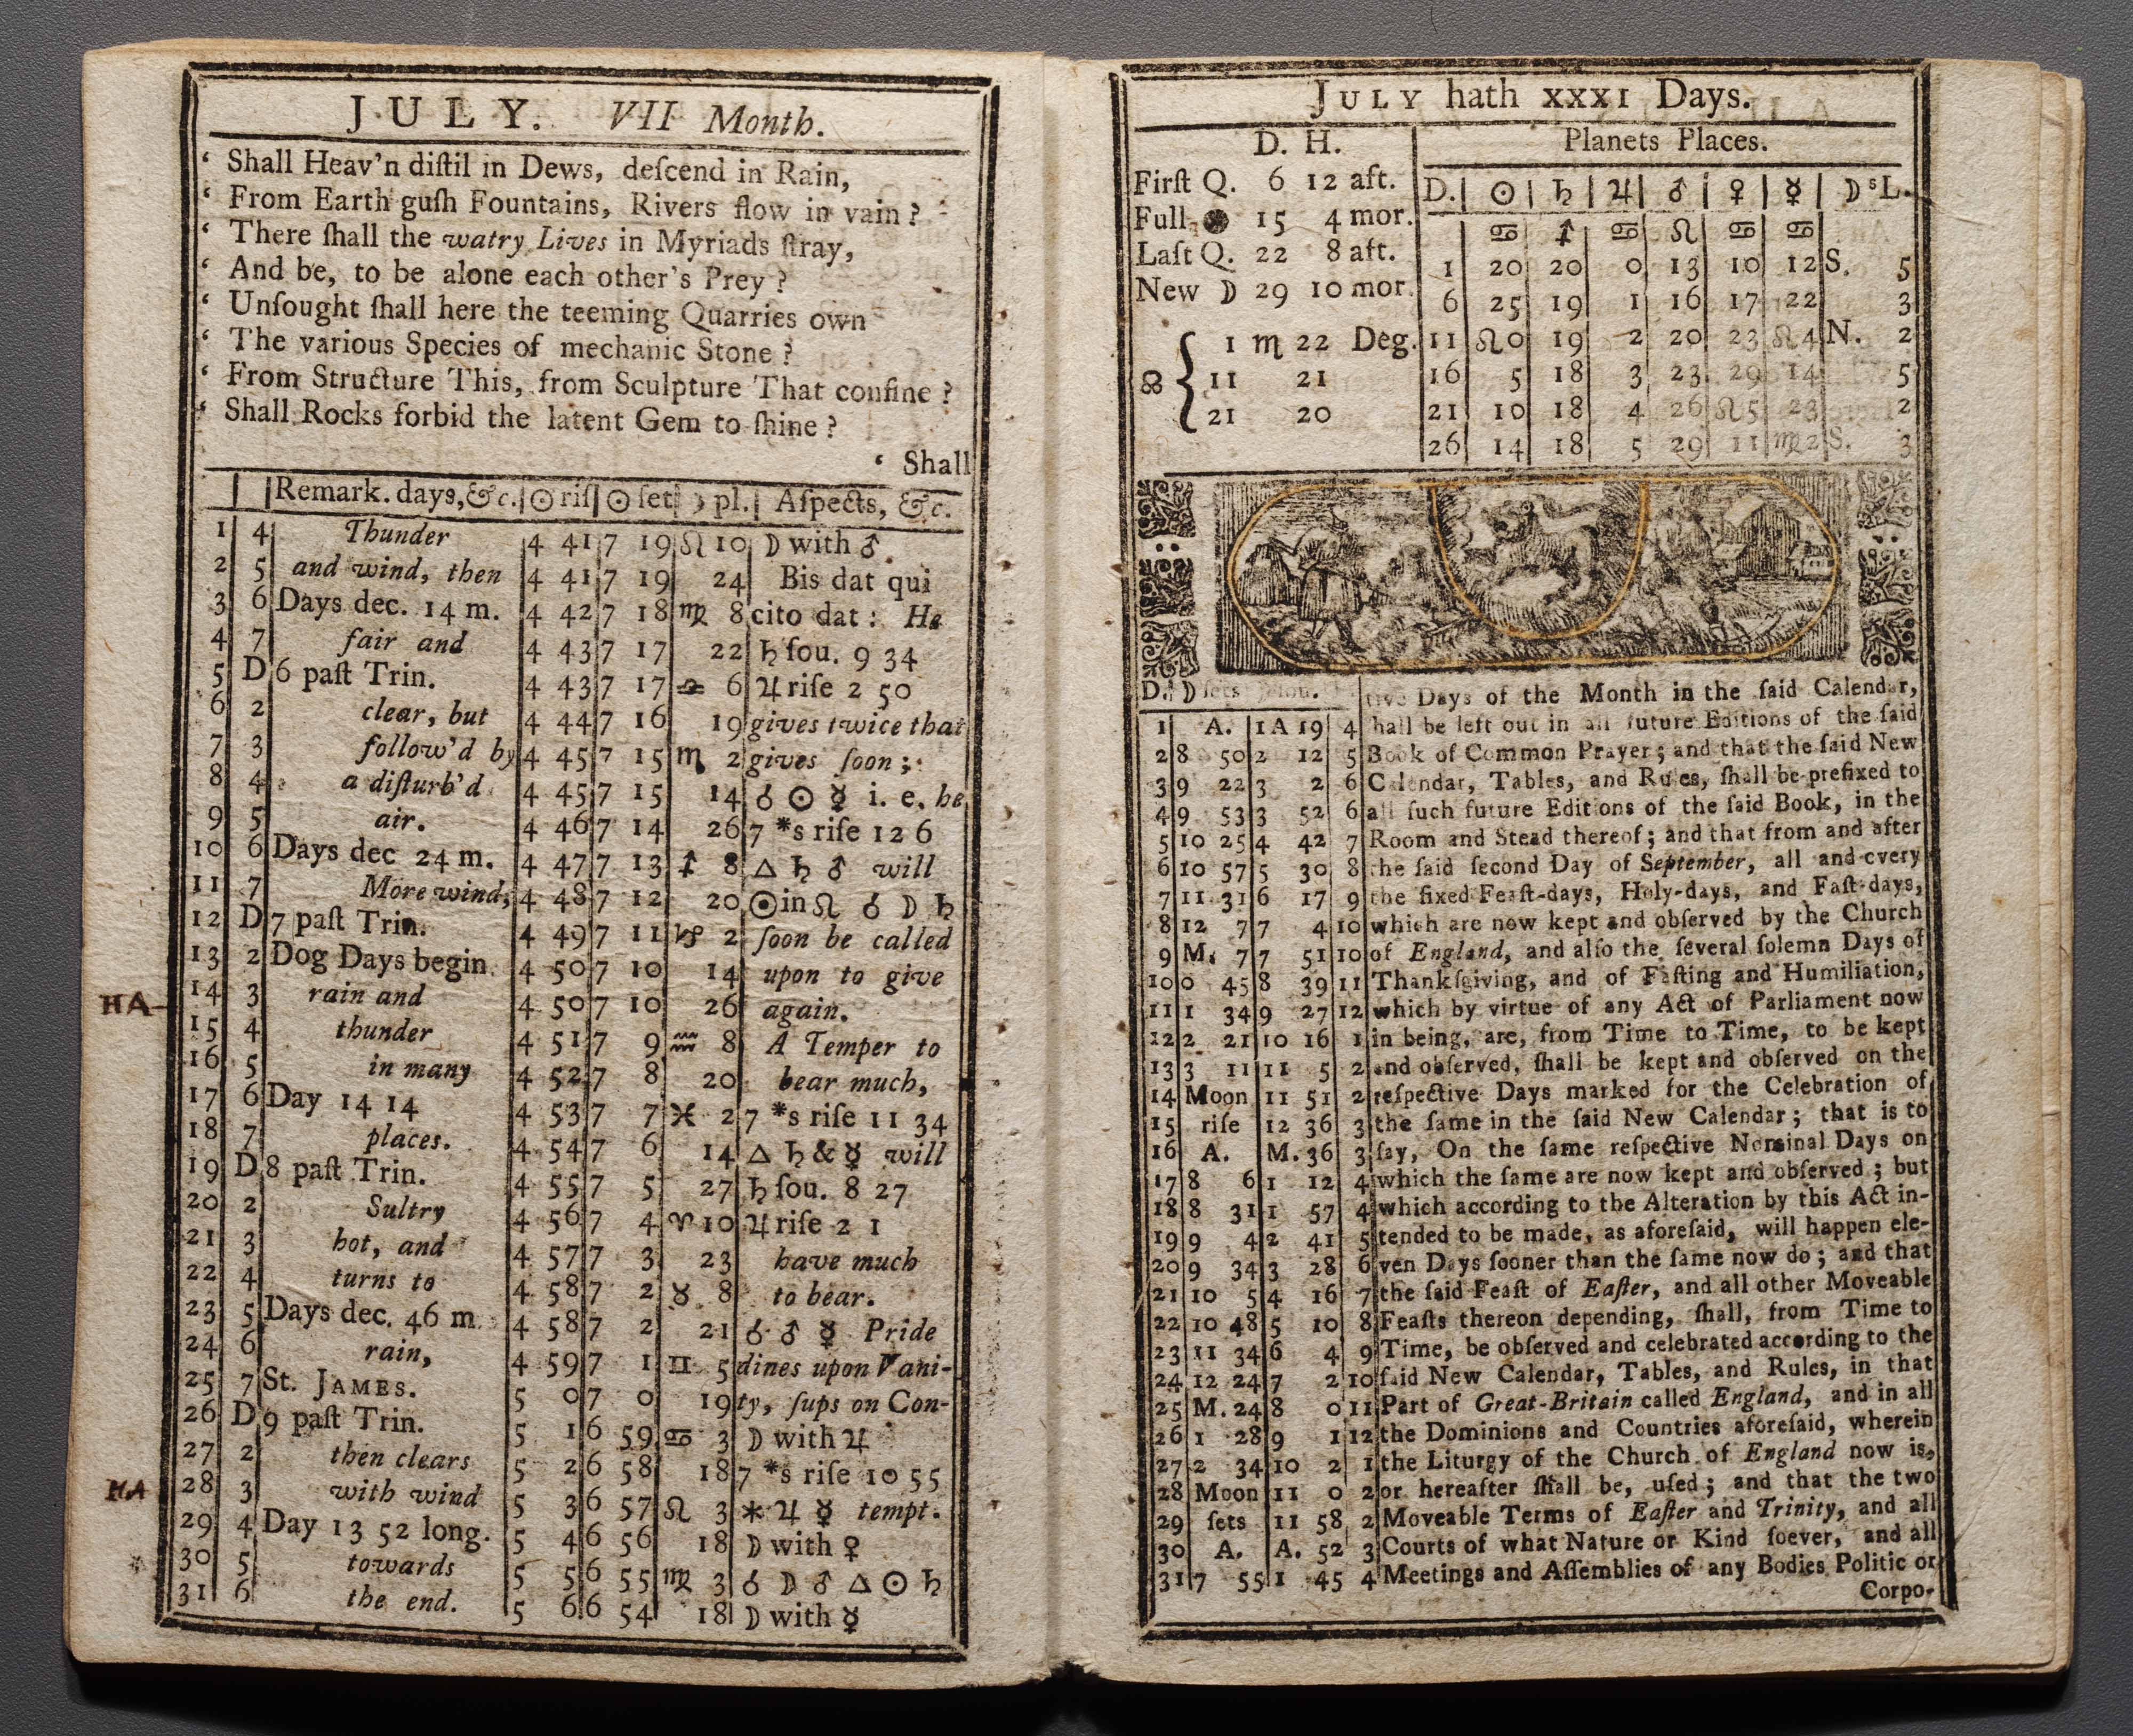 JULY. VII Month.
‘ Shall Heav'n diſtil in Dews, deſcend in Rain,
‘ From Earth guſh Fountains, Rivers flow in vain ?
‘ There ſhall the watry Lives in Myriads ſtray,
‘ And be, to be alone each other's Prey ?
‘ Unſought ſhall here the teeming Quarries own
‘ The various Species of mechanic Stone ?
‘ From Structure This, from Sculpture That confine ?
‘ Shall Rocks forbid the latent Gem to ſhine ?
‘ Shall
Remark. days, &c. ☉ riſ ☉ ſet ☽ pl. Aſpects, &c.
1 4 Thunder 4 41 7 19 ♌ 10 ☽ with ♂
2 5 and wind, then 4 41 7 19 24 Bis dat qui
3 6 Days dec. 14 m. 4 42 7 18 ♍ 8 cito dat : He
4 7 fair and 4 43 7 17 22 ♄ ſou. 9 34
5 D 6 paſt Trin. 4 43 7 17 ♎ 6 ♃ riſe 2 50
6 2 clear, but 4 44 7 16 19 gives twice that
7 3 follow'd by 4 45 7 15 ♏ 2 gives ſoon ;
8 4 a diſturb'd 4 45 7 15 14 ☌ ☉ ☿ i. e. he
9 5 air. 4 46 7 14 26 7 *s riſe 12 6
10 6 Days dec 24 m. 4 47 7 13 ♐ 8 △ ♄ ♂ will
11 7 More wind, 4 48 7 12 20 ☉ in ♌ ☌ ☽ ♄
12 D 7 paſt Trin. 4 49 7 11 ♑ 2 ſoon be called
13 2 Dog Days begin 4 50 7 10 14 upon to give
HA 14 3 rain and 4 50 7 10 26 again.
15 4 thunder 4 51 7 9 ♒ 8 A Temper to
16 5 in many 4 52 7 8 20 bear much,
17 6 Day 14 14 4 53 7 7 ♓ 2 7 *s riſe 11 34
18 7 places. 4 54 7 6 14 △ ♄ & ☿ will
19 D 8 paſt Trin. 4 55 7 5 27 ♄ ſou. 8 27
20 2 Sultry 4 56 7 4 ♈ 10 ♃ riſe 2 1
21 3 hot, and 4 57 7 3 23 have much
22 4 turns to 4 58 7 2 ♉ 8 to bear.
23 5 Days dec. 46 m. 4 58 7 2 21 ☌ ♂ ☿ Pride
24 6 rain, 4 59 7 1 ♊ 5 dines upon Vani-
25 7 St. JAMES. 5 0 7 0 19 ty, ſups on Con-
26 D 9 paſt Trin. 5 1 6 59 ♋ 3 ☽ with ♃
27 2 then clears 5 2 6 58 18 7 *s riſe 10 55
HA 28 3 with wind 5 3 6 57 ♌ 3 ⚹ ♃ ☿ tempt.
29 4 Day 13 52 long. 5 4 6 56 18 ☽ with ♀
30 5 towards 5 5 6 55 ♍ 3 ☌ ☽ ♂ △ ☉ ♄
31 6 the end. 5 6 6 54 18 ☽ with ☿
JULY hath XXXI Days.
D. H.
Firſt Q. 6 12 aft.
Full ● 15 4 mor.
Laſt Q. 22 8 aft.
New ☽ 29 10 mor.
☊ { 1 ♏ 22 Deg.
11 21
21 20
Planets Places.
D. ☉ ♄ ♃ ♂ ♀ ☿ ☽ sL.
♋ ♐ ♋ ♌ ♋ ♋
1 20 20 0 13 10 12 S. 5
6 25 19 1 16 17 22 3
11 ♌ 0 19 2 20 23 ♌ 4 N. 2
16 5 18 3 23 29 14 5
21 10 18 4 26 ♌ 5 23 2
26 14 18 5 29 11 ♍ 2 S. 3
D. ☽ ſets ſou.
1 A. 1 A 19 4
2 8 50 2 12 5
3 9 22 3 2 6
4 9 53 3 52 6
5 10 25 4 42 7
6 10 57 5 30 8
7 11 31 6 17 9
8 12 7 7 4 10
9 M. 7 7 51 10
10 0 45 8 39 11
11 1 34 9 27 12
12 2 21 10 16 1
13 3 11 11 5 2
14 Moon 11 51 2
15 riſe 12 36 3
16 A. M. 36 3
17 8 6 1 12 4
18 8 31 1 57 4
19 9 4 2 41 5
20 9 34 3 28 6
21 10 5 4 16 7
22 10 48 5 10 8
23 11 34 6 4 9
24 12 24 7 2 10
25 M. 24 8 0 11
26 1 28 9 1 12
27 2 34 10 2 1
28 Moon 11 0 2
29 ſets 11 58 2
30 A. A. 52 3
31 7 55 1 45 4
tive Days of the Month in the ſaid Calendar,
hall be left out in all future Editions of the ſaid
Book of Common Prayer ; and that the ſaid New
Calendar, Tables, and Rules, ſhall be prefixed to
all ſuch future Editions of the ſaid Book, in the
Room and Stead thereof ; and that from and after
the ſaid ſecond Day of September, all and every
the fixed Feaſt-days, Holy-days, and Faſt-days,
which are now kept and obſerved by the Church
of England, and alſo the ſeveral ſolemn Days of
Thankſgiving, and of Faſting and Humiliation,
which by virtue of any Act of Parliament now
in being, are, from Time to Time, to be kept
and obſerved, ſhall be kept and obſerved on the
reſpective Days marked for the Celebration of
the ſame in the ſaid New Calendar ; that is to
ſay, On the ſame reſpective Nominal Days on
which the ſame are now kept and obſerved ; but
which according to the Alteration by this Act in-
tended to be made, as aforeſaid, will happen ele-
ven Days ſooner than the ſame now do ; and that
the ſaid Feaſt of Eaſter, and all other Moveable
Feaſts thereon depending, ſhall, from Time to
Time, be obſerved and celebrated according to the
ſaid New Calendar, Tables, and Rules, in that
Part of Great-Britain called England, and in all
the Dominions and Countries aforeſaid, wherein
the Liturgy of the Church of England now is,
or hereafter ſhall be, uſed ; and that the two
Moveable Terms of Eaſter and Trinity, and all
Courts of what Nature or Kind ſoever, and all
Meetings and Aſſemblies of any Bodies Politic or
Corpo-